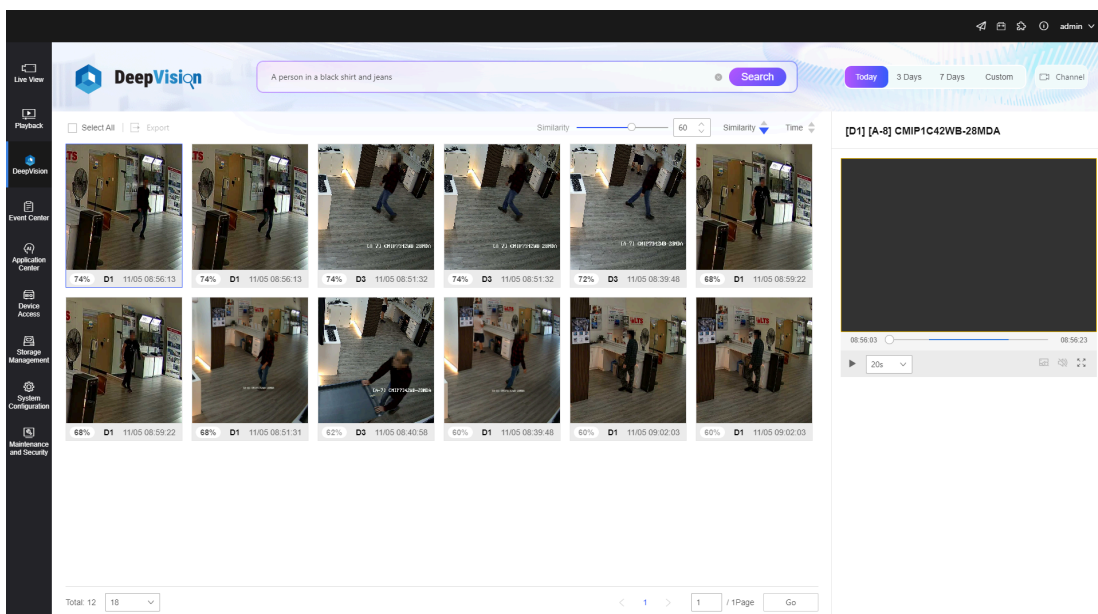 admin
Live View
Playback
DeepVision
Event Center
Application
Center
Device
Access
Storage
Management
System
Configuration
Maintenance
and Security
DeepVision
A person in a black shirt and jeans
Search
Today 3 Days 7 Days Custom Channel
Select All Export
Similarity 60 Similarity Time
[D1] [A-8] CMIP1C42WB-28MDA
74% D1 11/05 08:56:13
74% D1 11/05 08:56:13
74% D3 11/05 08:51:32
74% D3 11/05 08:51:32
72% D3 11/05 08:39:48
68% D1 11/05 08:59:22
68% D1 11/05 08:59:22
68% D1 11/05 08:51:31
62% D3 11/05 08:40:58
60% D1 11/05 08:39:48
60% D1 11/05 09:02:03
60% D1 11/05 09:02:03
08:56:03 08:56:23
20s
Total: 12 18
1 1 / 1Page Go